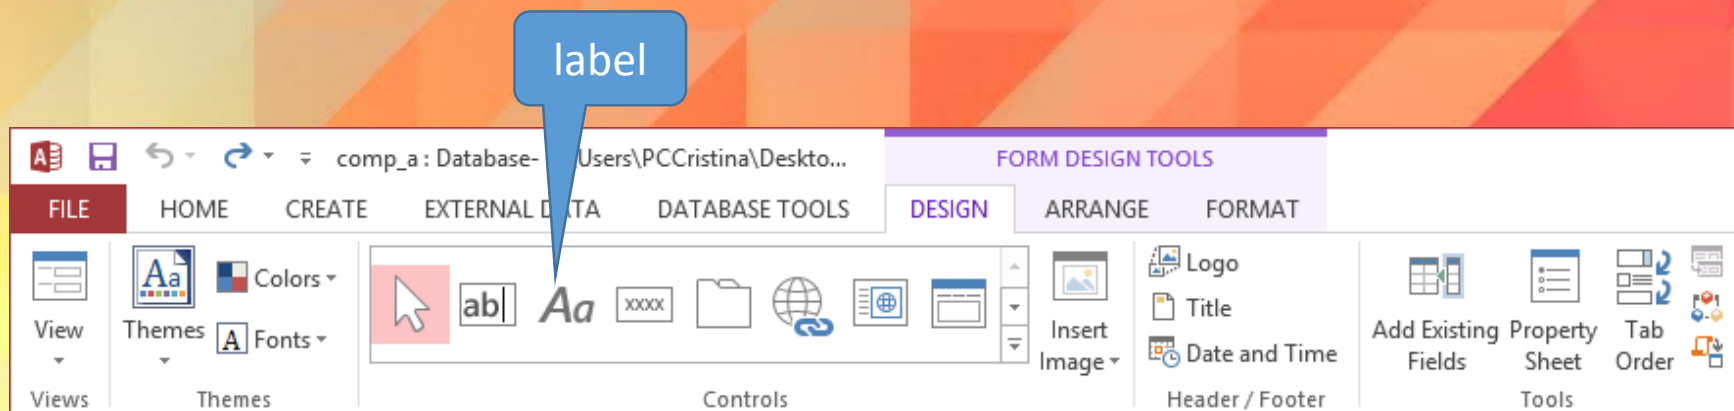 label
comp_a : Database- Users\PCCristina\Deskto...
FORM DESIGN TOOLS
FILE HOME CREATE EXTERNAL DATA DATABASE TOOLS DESIGN ARRANGE FORMAT
View
Themes
Aa
Colors
A Fonts
ab Aa xxxx
Insert
Image
Logo
Title
Date and Time
Add Existing
Fields
Property
Sheet
Tab
Order
Views Themes Controls Header / Footer Tools